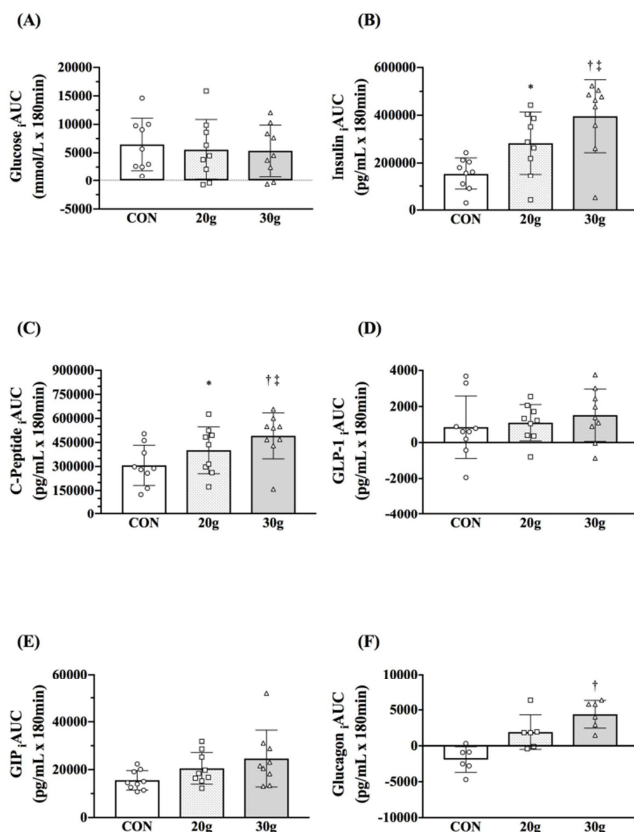 (A)
Glucose iAUC
(mmol/L x 180min)
20000
15000
10000
5000
0
-5000
CON 20g 30g
(B)
Insulin iAUC
(pg/mL x 180min)
600000
400000
200000
0
* † ‡
CON 20g 30g
(C)
C-Peptide iAUC
(pg/mL x 180min)
900000
750000
600000
450000
300000
150000
0
* † ‡
CON 20g 30g
(D)
GLP-1 iAUC
(pg/mL x 180min)
4000
2000
0
-2000
-4000
CON 20g 30g
(E)
GIP iAUC
(pg/mL x 180min)
60000
40000
20000
0
CON 20g 30g
(F)
Glucagon iAUC
(pg/mL x 180min)
10000
5000
0
-5000
-10000
†
CON 20g 30g